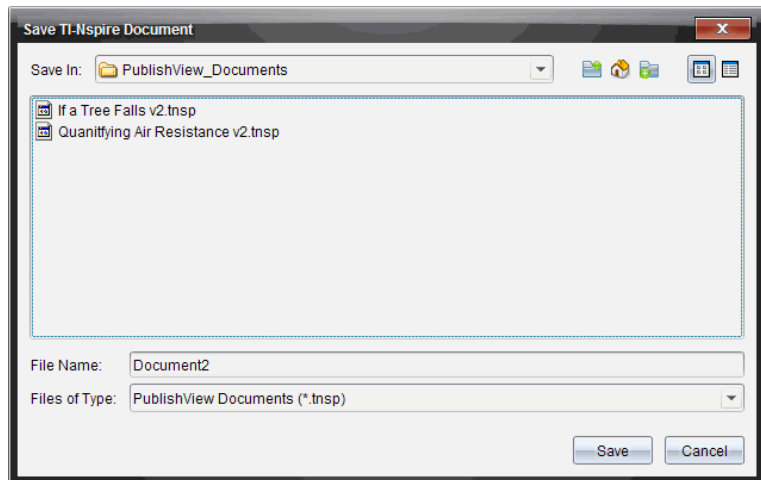 Save TI-Nspire Document
Save In: PublishView_Documents
If a Tree Falls v2.tnsp
Quanitfying Air Resistance v2.tnsp
File Name: Document2
Files of Type: PublishView Documents (*.tnsp)
Save Cancel